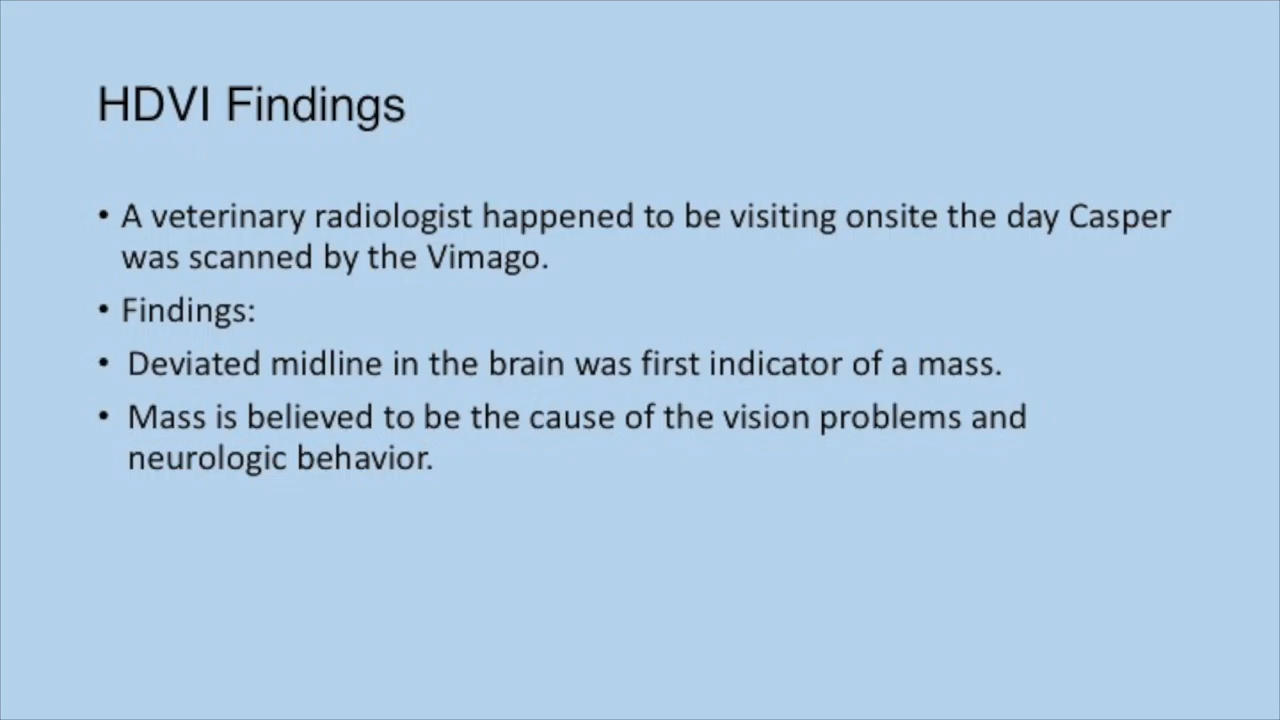 HDVI Findings
• A veterinary radiologist happened to be visiting onsite the day Casper
was scanned by the Vimago.
• Findings:
• Deviated midline in the brain was first indicator of a mass.
• Mass is believed to be the cause of the vision problems and
neurologic behavior.